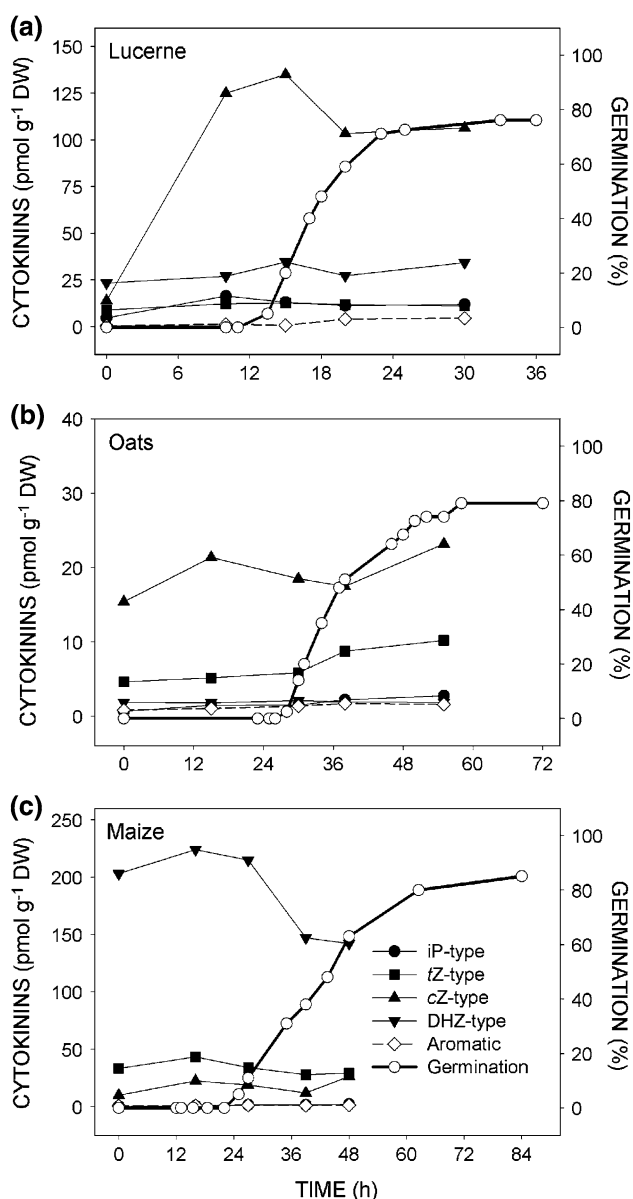 (a)
Lucerne
CYTOKININS (pmol g⁻¹ DW)
150
125
100
75
50
25
0
GERMINATION (%)
100
80
60
40
20
0
0 6 12 18 24 30 36
(b)
Oats
CYTOKININS (pmol g⁻¹ DW)
40
30
20
10
0
GERMINATION (%)
100
80
60
40
20
0
0 12 24 36 48 60 72
(c)
Maize
CYTOKININS (pmol g⁻¹ DW)
250
200
150
100
50
0
iP-type
tZ-type
cZ-type
DHZ-type
Aromatic
Germination
GERMINATION (%)
100
80
60
40
20
0
0 12 24 36 48 60 72 84
TIME (h)